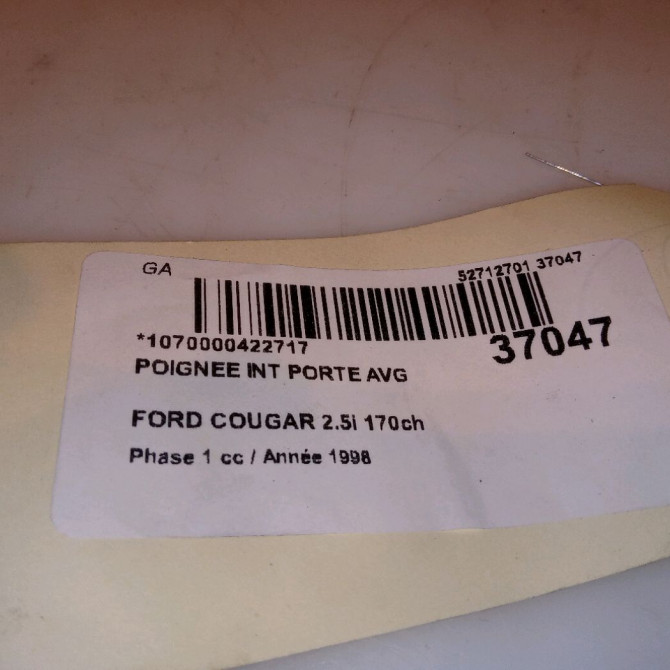 GA
52712701 37047
*1070000422717
37047
POIGNEE INT PORTE AVG
FORD COUGAR 2.5i 170ch
Phase 1 cc / Année 1998